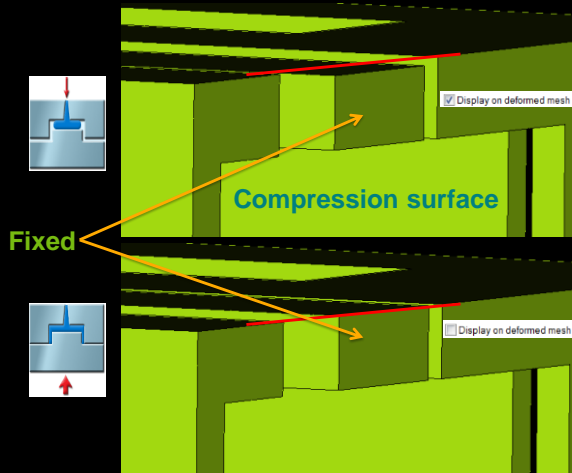 Display on deformed mesh
Compression surface
Fixed
Display on deformed mesh